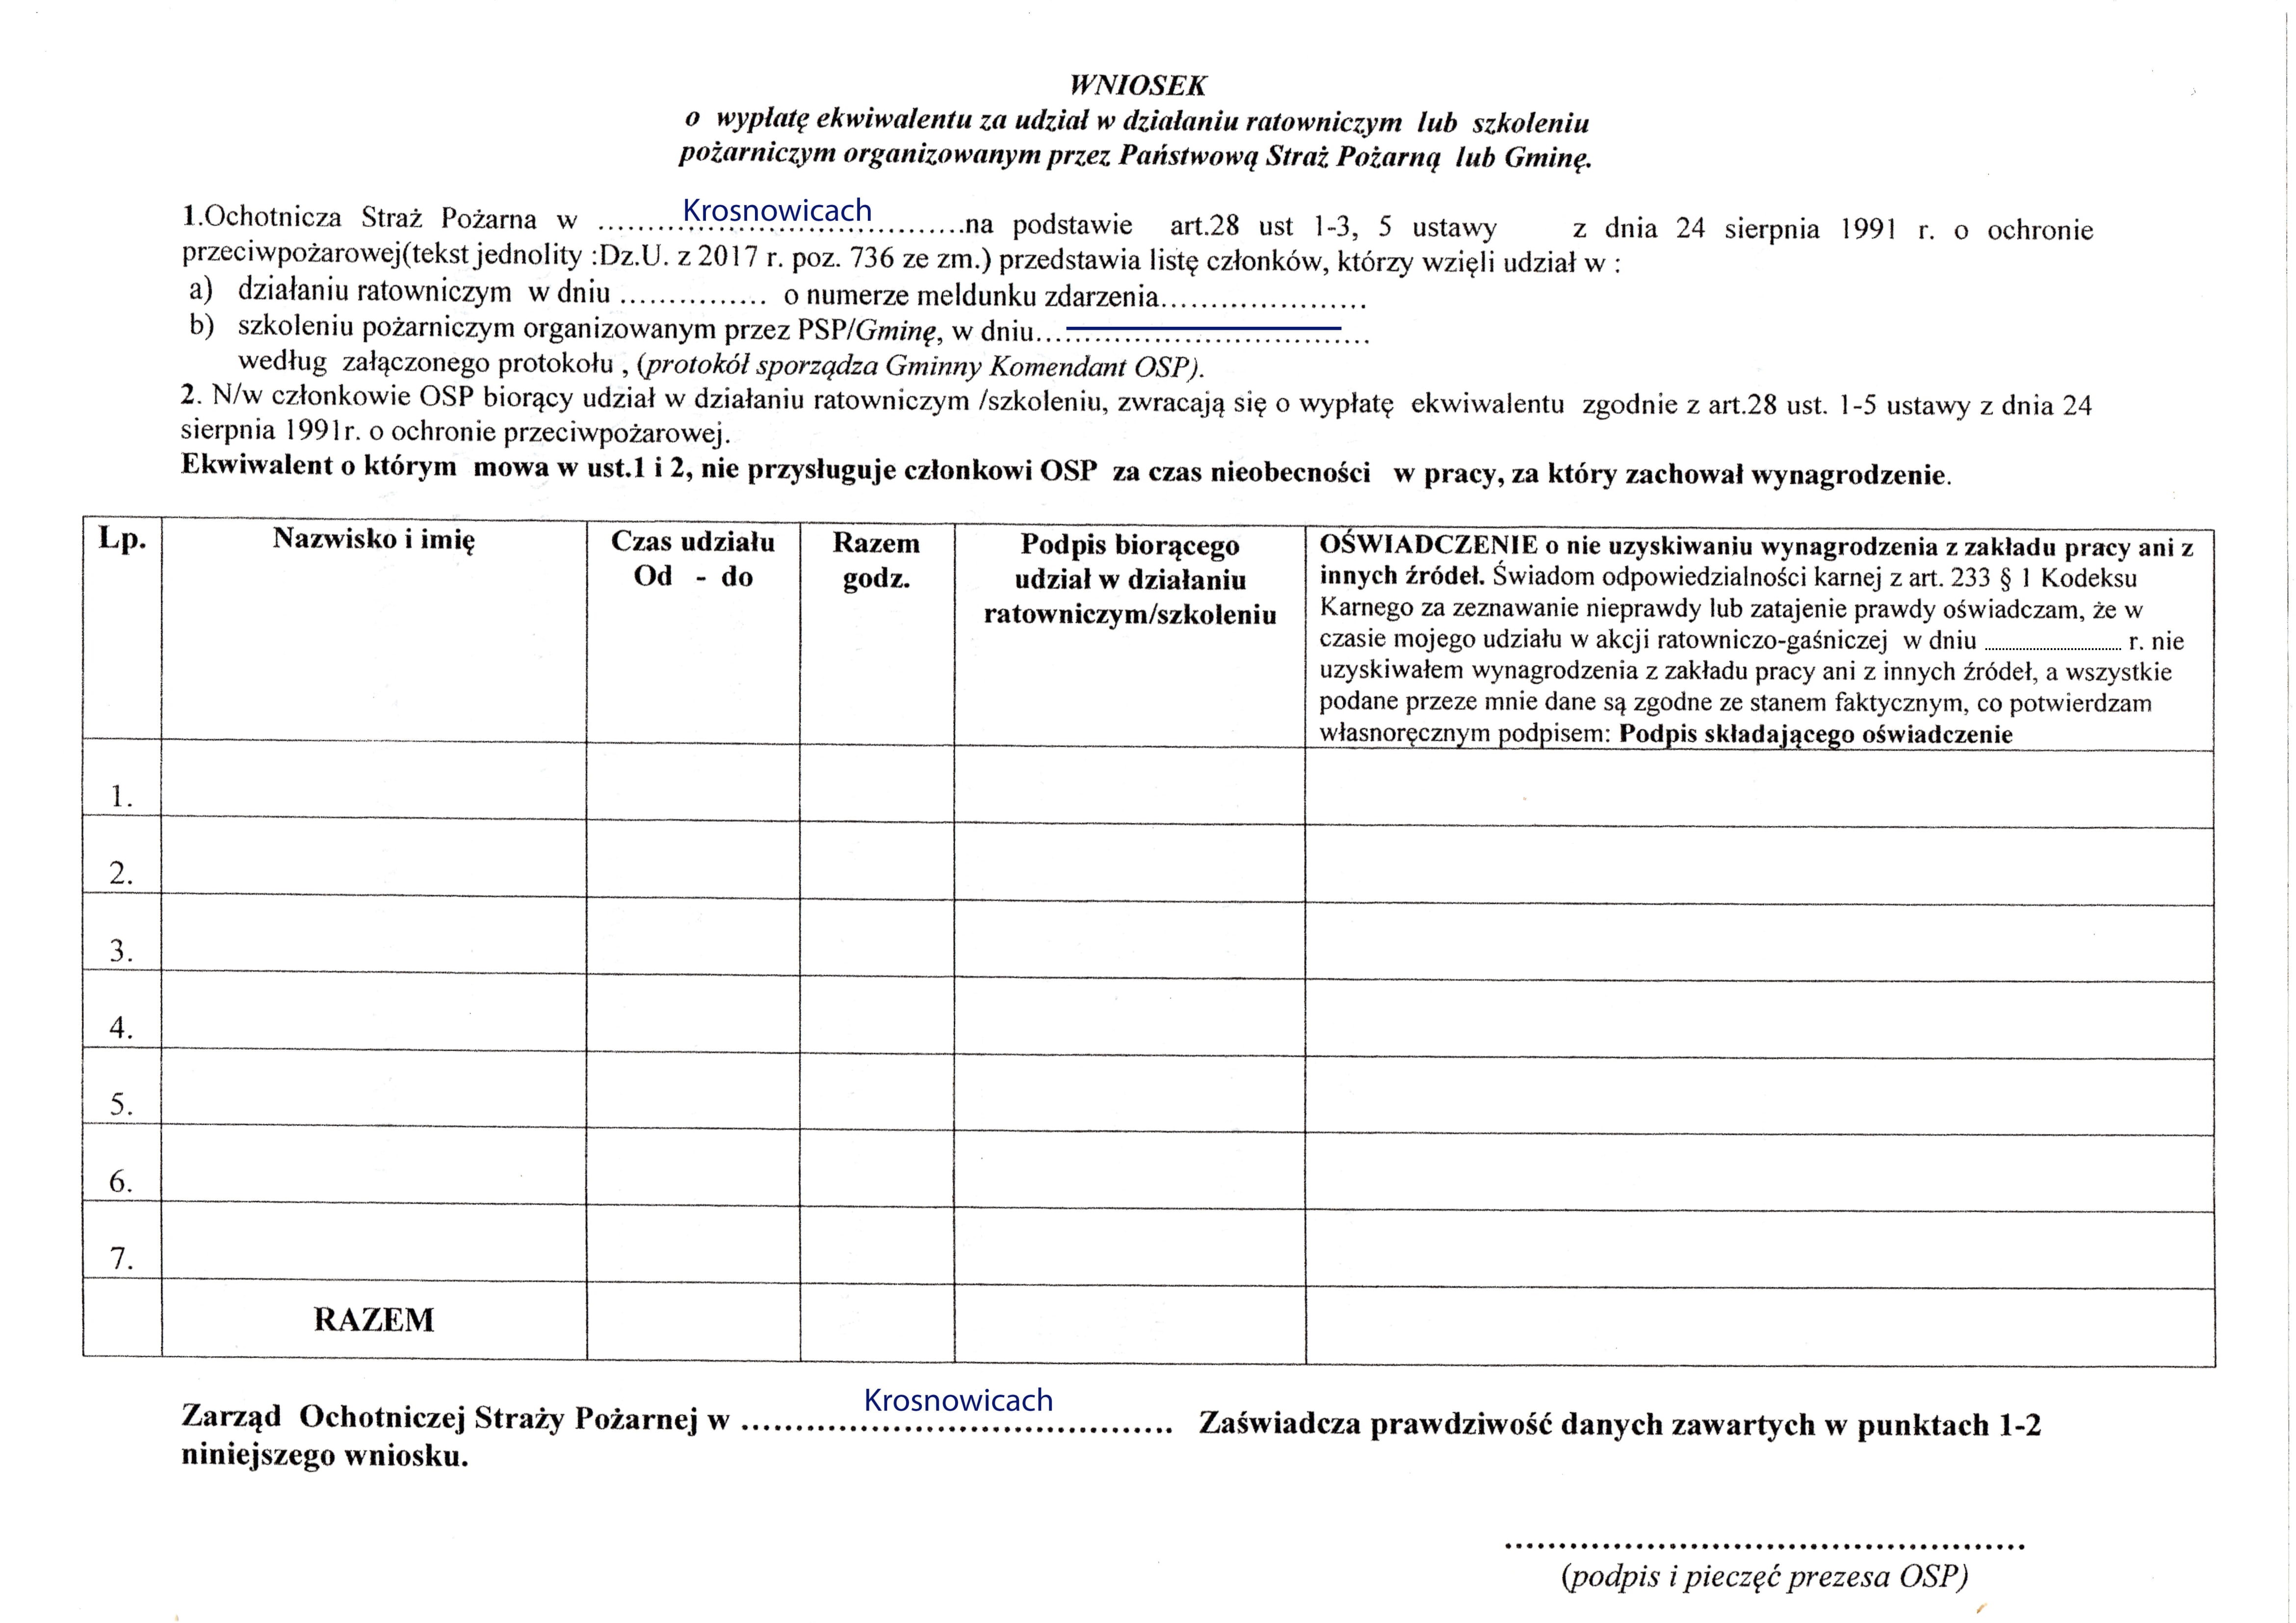 WNIOSEK
o wypłatę ekwiwalentu za udział w działaniu ratowniczym lub szkoleniu
pożarniczym organizowanym przez Państwową Straż Pożarną lub Gminę.
1.Ochotnicza Straż Pożarna w ........Krosnowicach........na podstawie art.28 ust 1-3, 5 ustawy z dnia 24 sierpnia 1991 r. o ochronie
przeciwpożarowej(tekst jednolity :Dz.U. z 2017 r. poz. 736 ze zm.) przedstawia listę członków, którzy wzięli udział w :
a) działaniu ratowniczym w dniu ............... o numerze meldunku zdarzenia.....................
b) szkoleniu pożarniczym organizowanym przez PSP/Gminę, w dniu..................................
według załączonego protokołu , (protokół sporządza Gminny Komendant OSP).
2. N/w członkowie OSP biorący udział w działaniu ratowniczym /szkoleniu, zwracają się o wypłatę ekwiwalentu zgodnie z art.28 ust. 1-5 ustawy z dnia 24
sierpnia 1991r. o ochronie przeciwpożarowej.
Ekwiwalent o którym mowa w ust.1 i 2, nie przysługuje członkowi OSP za czas nieobecności w pracy, za który zachował wynagrodzenie.
Lp.
Nazwisko i imię
Czas udziału
Od - do
Razem
godz.
Podpis biorącego
udział w działaniu
ratowniczym/szkoleniu
OŚWIADCZENIE o nie uzyskiwaniu wynagrodzenia z zakładu pracy ani z
innych źródeł. Świadom odpowiedzialności karnej z art. 233 § 1 Kodeksu
Karnego za zeznawanie nieprawdy lub zatajenie prawdy oświadczam, że w
czasie mojego udziału w akcji ratowniczo-gaśniczej w dniu .............................. r. nie
uzyskiwałem wynagrodzenia z zakładu pracy ani z innych źródeł, a wszystkie
podane przeze mnie dane są zgodne ze stanem faktycznym, co potwierdzam
własnoręcznym podpisem: Podpis składającego oświadczenie
1.
2.
3.
4.
5.
6.
7.
RAZEM
Zarząd Ochotniczej Straży Pożarnej w ..........Krosnowicach.......... Zaświadcza prawdziwość danych zawartych w punktach 1-2
niniejszego wniosku.
................................................
(podpis i pieczęć prezesa OSP)